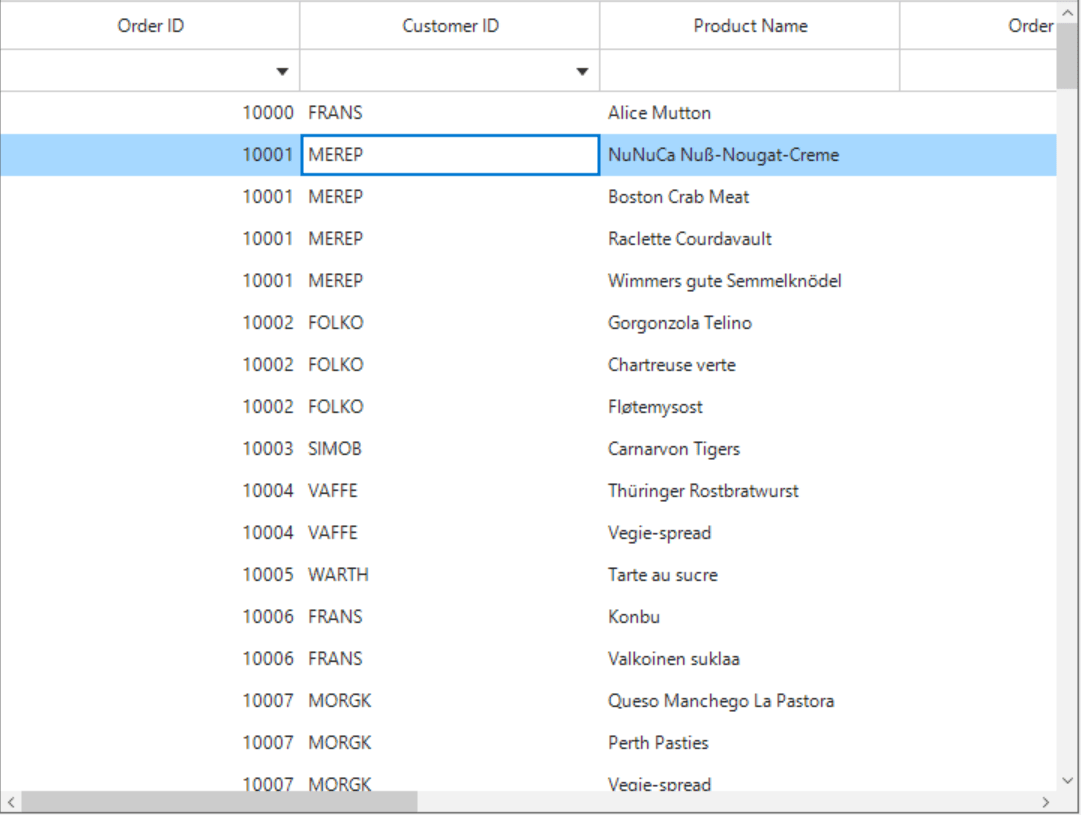 Order ID Customer ID Product Name Order
10000 FRANS Alice Mutton
10001 MEREP NuNuCa Nuß-Nougat-Creme
10001 MEREP Boston Crab Meat
10001 MEREP Raclette Courdavault
10001 MEREP Wimmers gute Semmelknödel
10002 FOLKO Gorgonzola Telino
10002 FOLKO Chartreuse verte
10002 FOLKO Fløtemysost
10003 SIMOB Carnarvon Tigers
10004 VAFFE Thüringer Rostbratwurst
10004 VAFFE Vegie-spread
10005 WARTH Tarte au sucre
10006 FRANS Konbu
10006 FRANS Valkoinen suklaa
10007 MORGK Queso Manchego La Pastora
10007 MORGK Perth Pasties
10007 MORGK Vegie-spread